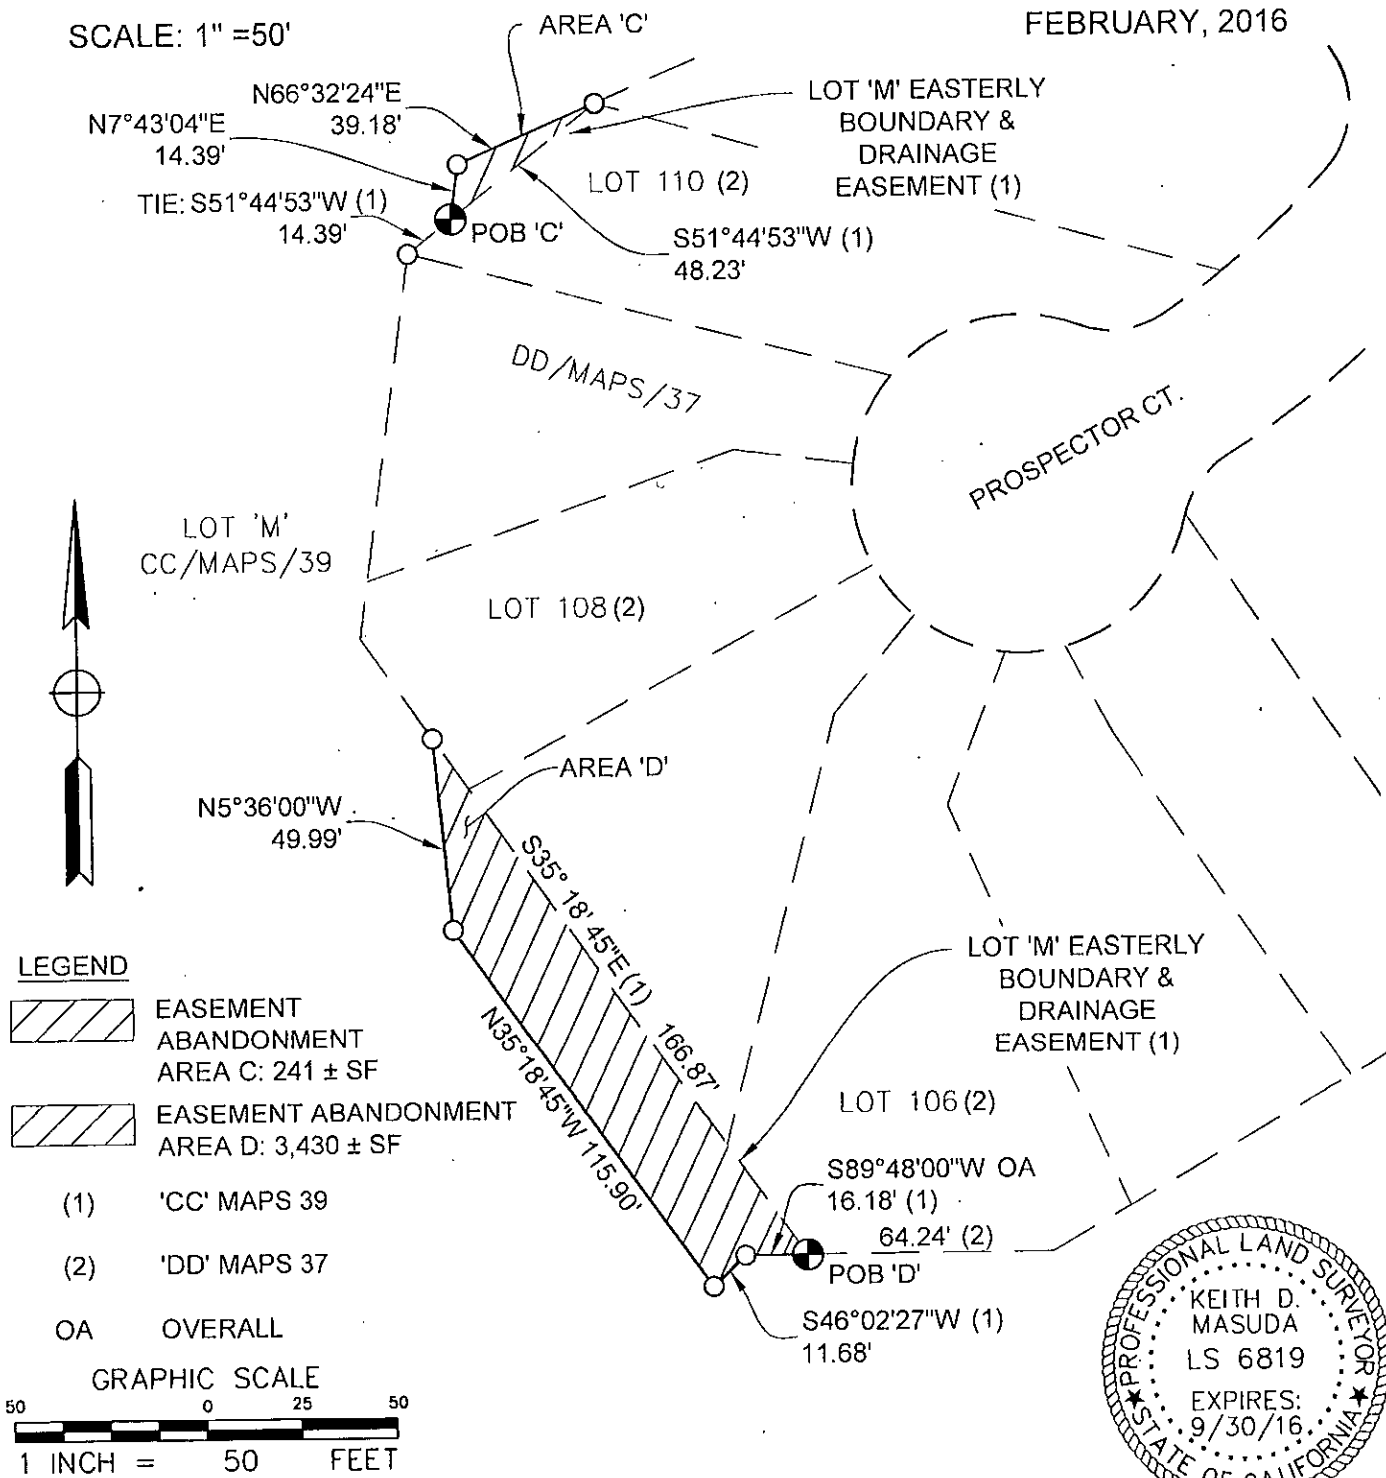 SCALE: 1" =50'
AREA 'C'
FEBRUARY, 2016
N66°32'24"E
39.18'
N7°43'04"E
14.39'
LOT 'M' EASTERLY
BOUNDARY &
DRAINAGE
EASEMENT (1)
TIE: S51°44'53"W (1)
14.39'
LOT 110 (2)
POB 'C'
S51°44'53"W (1)
48.23'
DD/MAPS/37
PROSPECTOR CT.
LOT 'M'
CC/MAPS/39
LOT 108 (2)
AREA 'D'
N5°36'00"W
49.99'
S35° 18' 45"E (1) 166.87'
N35°18'45"W 115.90'
LOT 'M' EASTERLY
BOUNDARY &
DRAINAGE
EASEMENT (1)
LOT 106 (2)
S89°48'00"W OA
16.18' (1)
64.24' (2)
POB 'D'
S46°02'27"W (1)
11.68'
LEGEND
EASEMENT
ABANDONMENT
AREA C: 241 ± SF
EASEMENT ABANDONMENT
AREA D: 3,430 ± SF
(1) 'CC' MAPS 39
(2) 'DD' MAPS 37
OA OVERALL
GRAPHIC SCALE
50 0 25 50
1 INCH = 50 FEET
PROFESSIONAL LAND SURVEYOR
KEITH D.
MASUDA
LS 6819
EXPIRES:
9/30/16
STATE OF CALIFORNIA